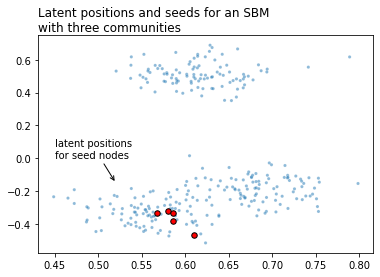 Latent positions and seeds for an SBM
with three communities
0.6
0.4
0.2
0.0
−0.2
−0.4
latent positions
for seed nodes
0.45 0.50 0.55 0.60 0.65 0.70 0.75 0.80